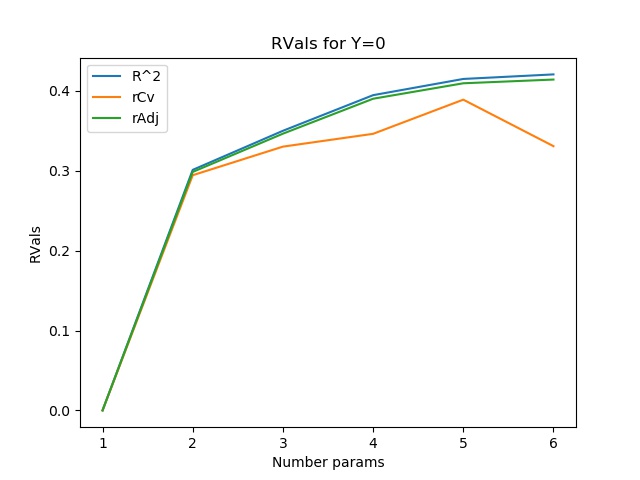 RVals for Y=0
R^2
rCv
rAdj
RVals
0.4
0.3
0.2
0.1
0.0
1 2 3 4 5 6
Number params